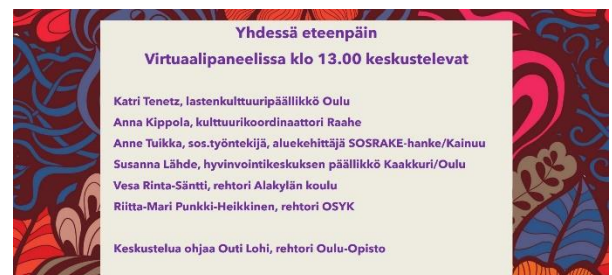 Yhdessä eteenpäin
Virtuaalipaneelissa klo 13.00 keskustelevat
Katri Tenetz, lastenkulttuuripäällikkö Oulu
Anna Kippola, kulttuurikoordinaattori Raahe
Anne Tuikka, sos.työntekijä, aluekehittäjä SOSRAKE-hanke/Kainuu
Susanna Lähde, hyvinvointikeskuksen päällikkö Kaakkuri/Oulu
Vesa Rinta-Säntti, rehtori Alakylän koulu
Riitta-Mari Punkki-Heikkinen, rehtori OSYK
Keskustelua ohjaa Outi Lohi, rehtori Oulu-Opisto